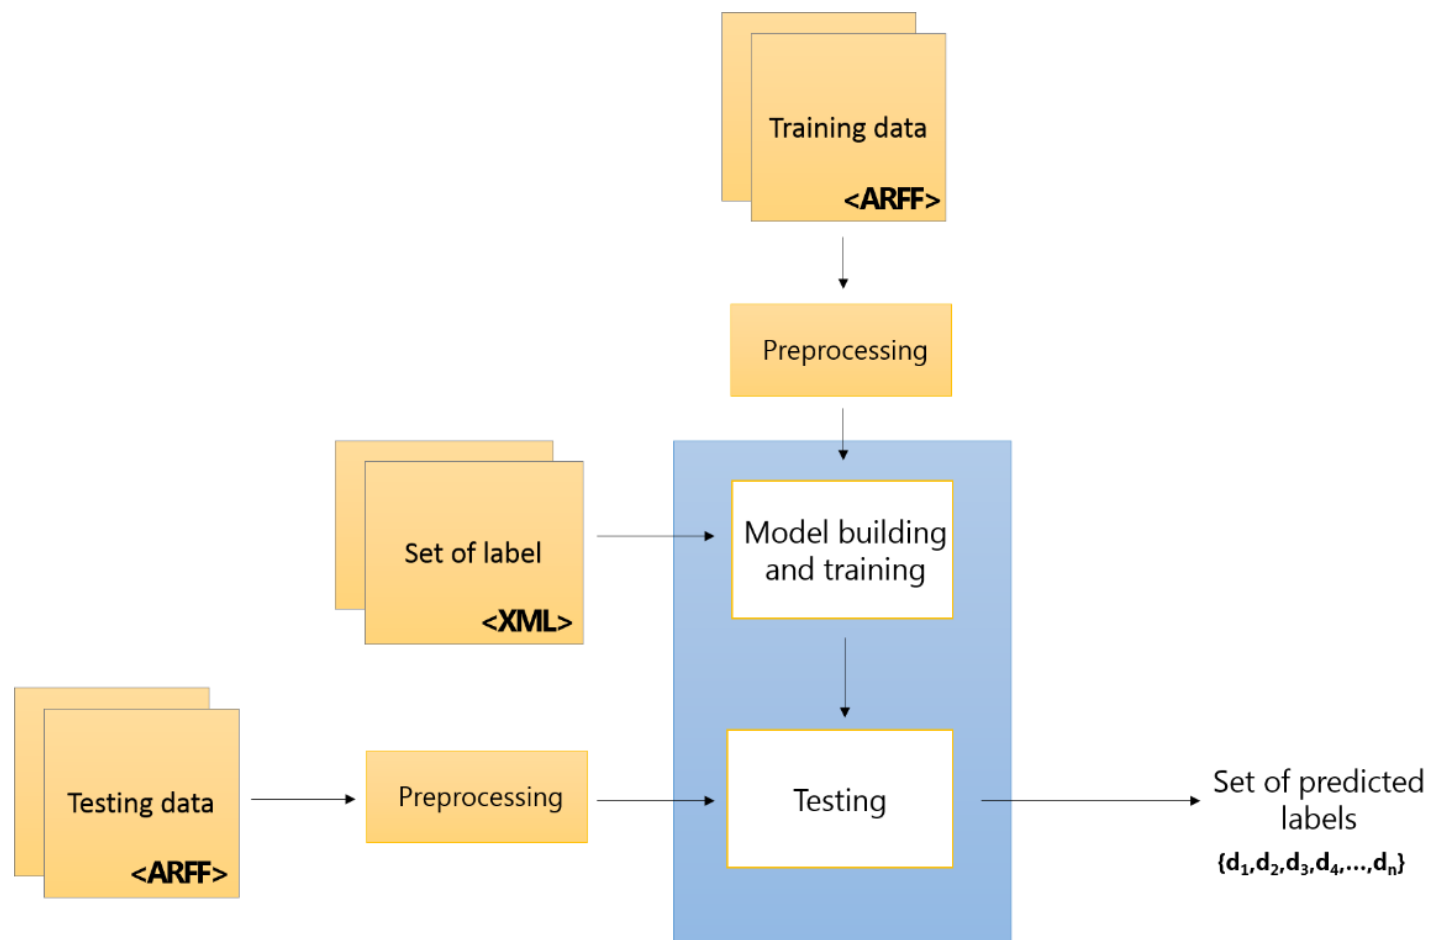 Training data
<ARFF>
Preprocessing
Set of label
<XML>
Model building
and training
Testing data
<ARFF>
Preprocessing
Testing
Set of predicted
labels
{d1,d2,d3,d4,...,dn}